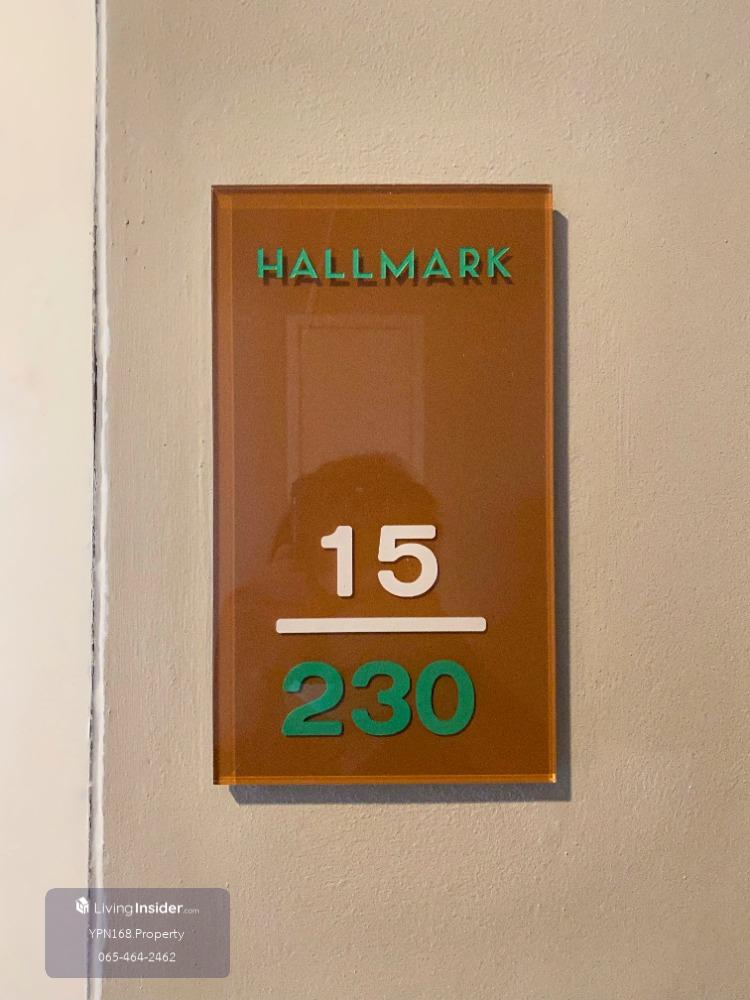 HALLMARK
15
230
LivingInsider.com
YPN168.Property
065-464-2462